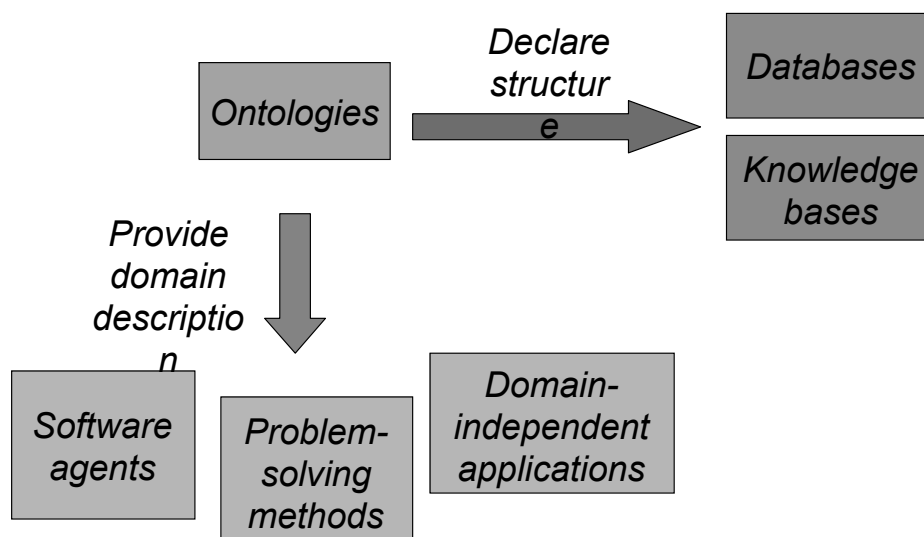 Ontologies
Declare
structur
e
Databases
Knowledge
bases
Provide
domain
descriptio
n
Software
agents
Problem-
solving
methods
Domain-
independent
applications